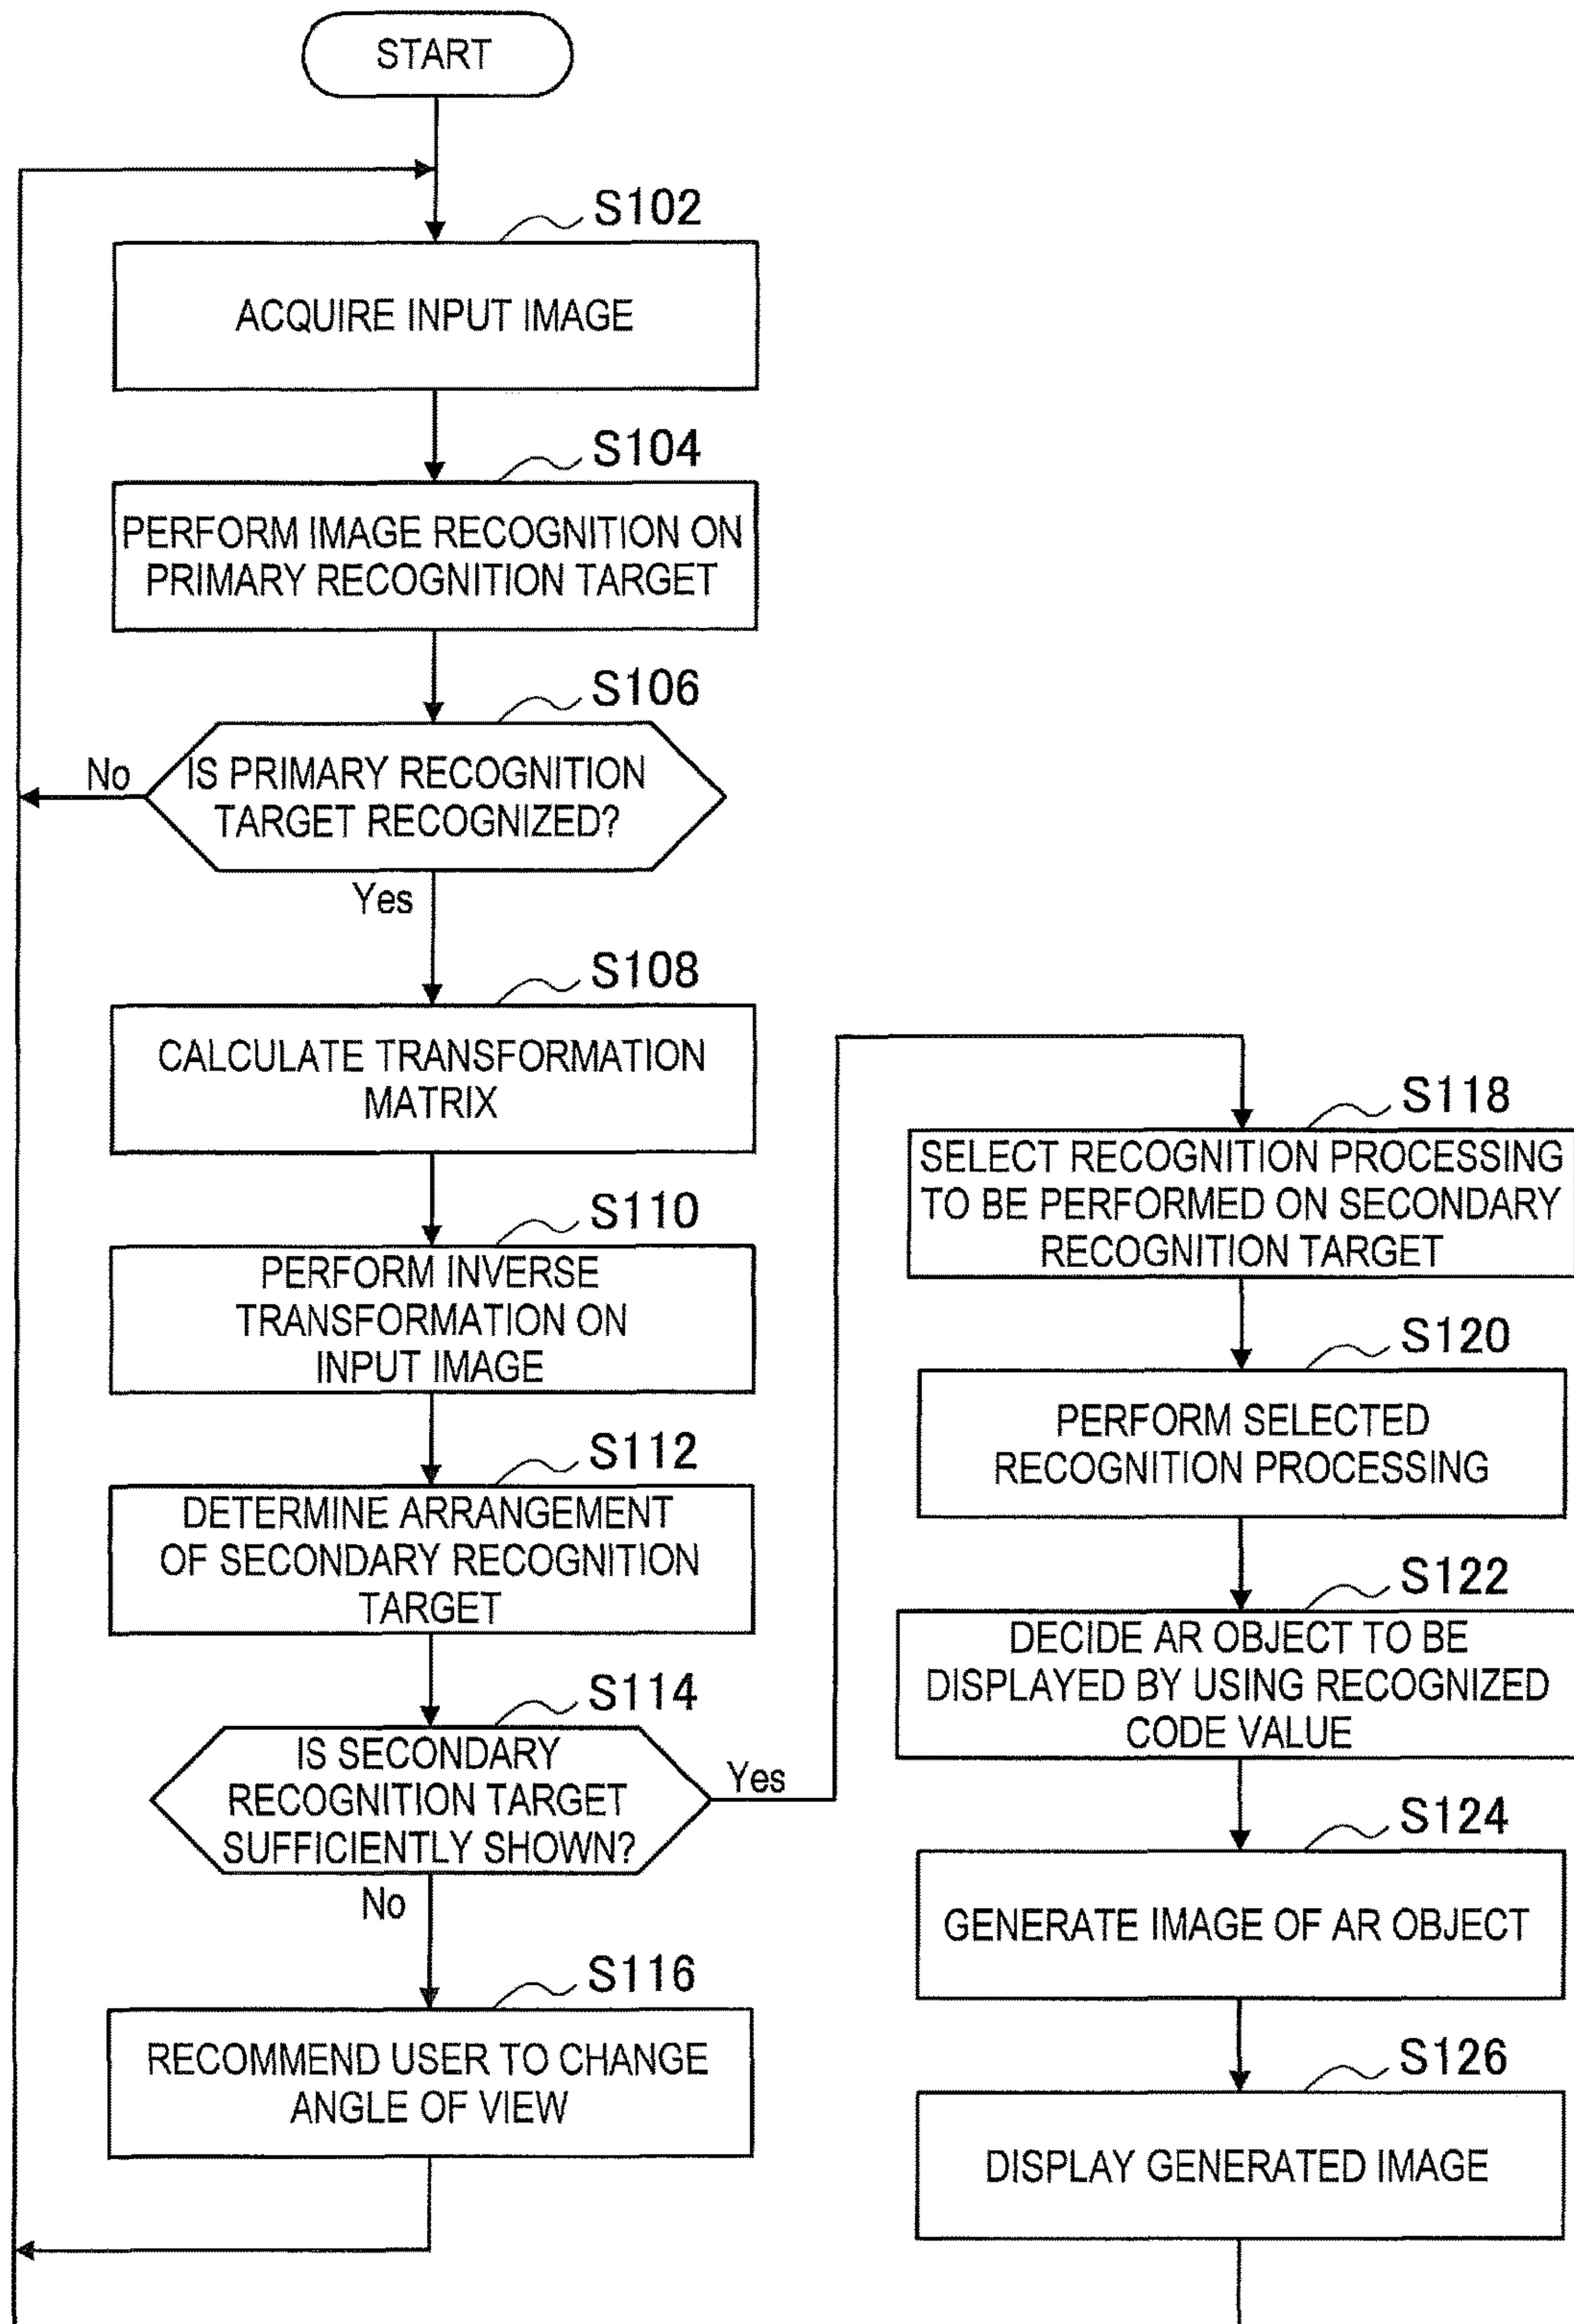 START
S102
ACQUIRE INPUT IMAGE
S104
PERFORM IMAGE RECOGNITION ON
PRIMARY RECOGNITION TARGET
S106
IS PRIMARY RECOGNITION
TARGET RECOGNIZED?
No
Yes
S108
CALCULATE TRANSFORMATION
MATRIX
S110
PERFORM INVERSE
TRANSFORMATION ON
INPUT IMAGE
S112
DETERMINE ARRANGEMENT
OF SECONDARY RECOGNITION
TARGET
S114
IS SECONDARY
RECOGNITION TARGET
SUFFICIENTLY SHOWN?
Yes
No
S116
RECOMMEND USER TO CHANGE
ANGLE OF VIEW
S118
SELECT RECOGNITION PROCESSING
TO BE PERFORMED ON SECONDARY
RECOGNITION TARGET
S120
PERFORM SELECTED
RECOGNITION PROCESSING
S122
DECIDE AR OBJECT TO BE
DISPLAYED BY USING RECOGNIZED
CODE VALUE
S124
GENERATE IMAGE OF AR OBJECT
S126
DISPLAY GENERATED IMAGE